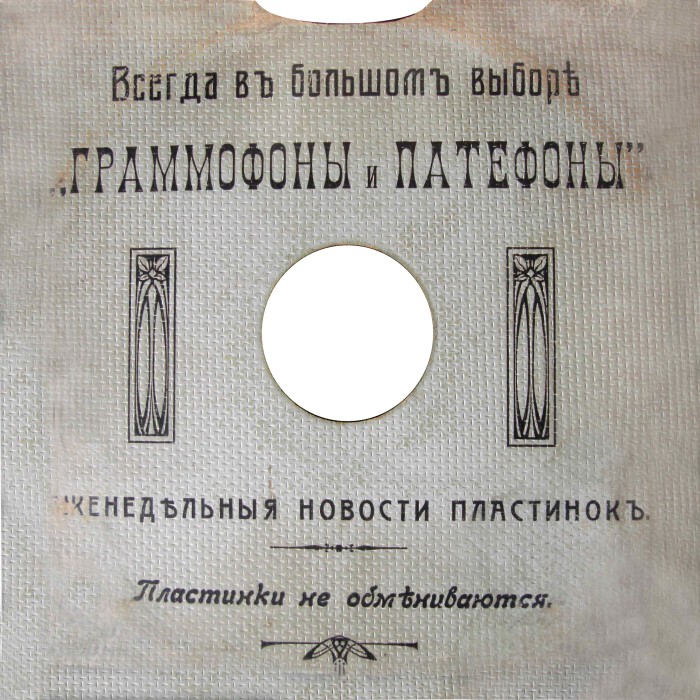 Всегда въ большомъ выборѣ
„ГРАММОФОНЫ и ПАТЕФОНЫ”
ЕЖЕНЕДѢЛЬНЫЯ НОВОСТИ ПЛАСТИНОКЪ.
Пластинки не обмѣниваются.